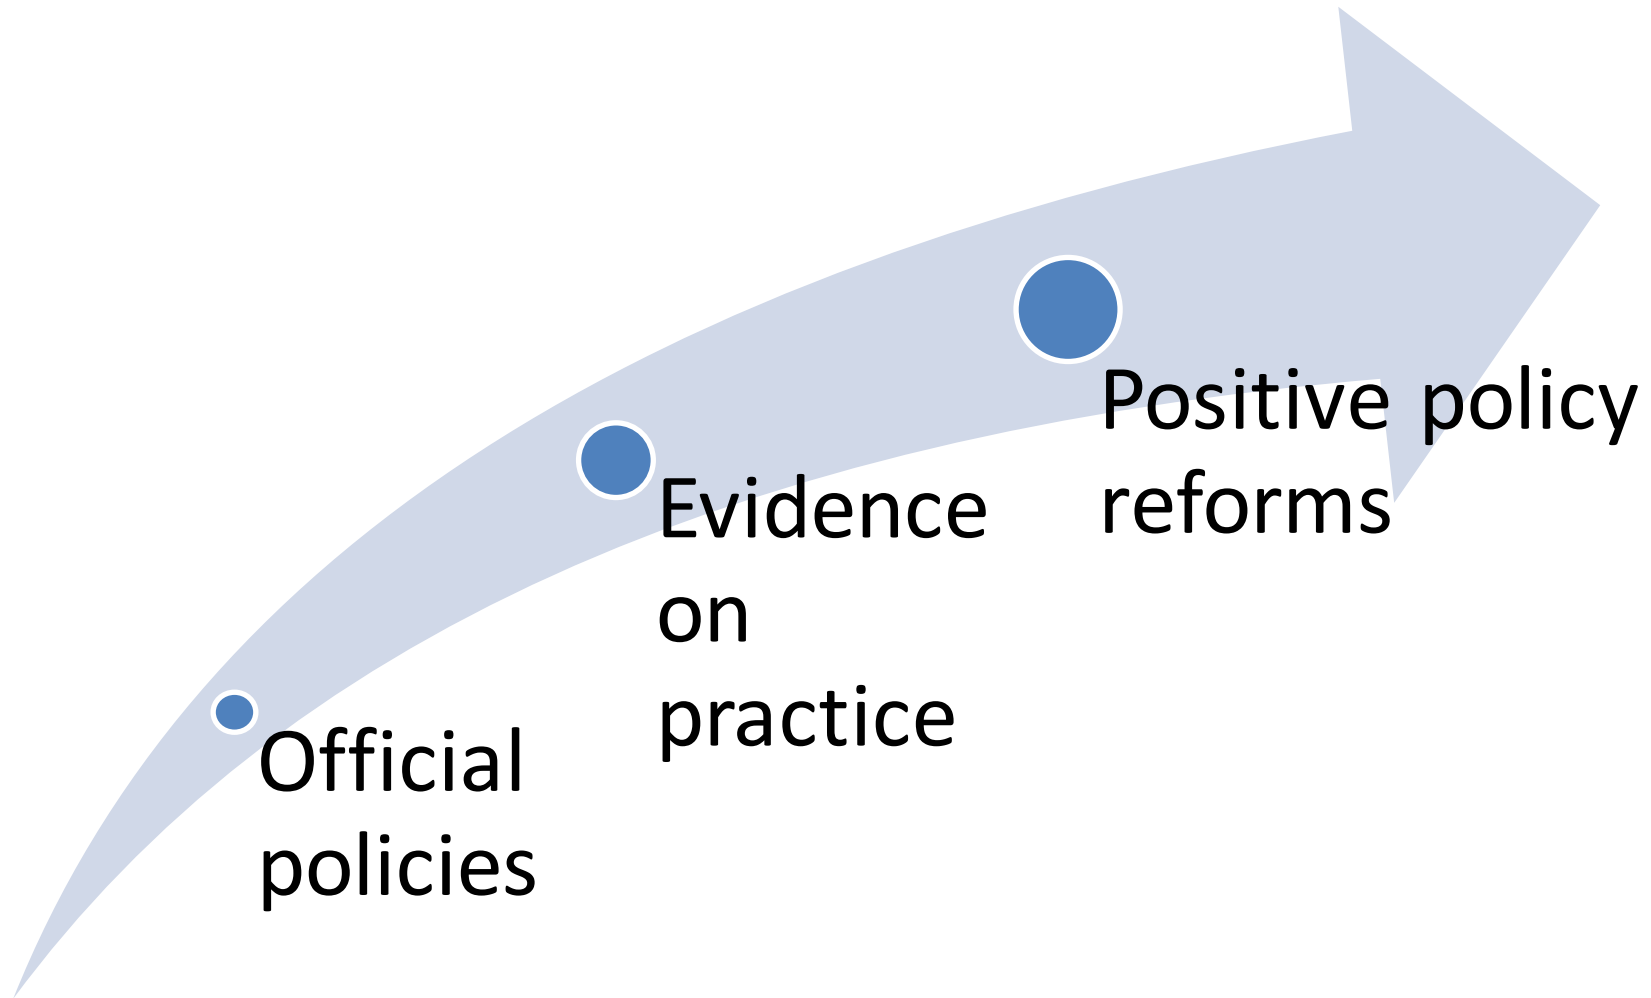 Official
policies
Evidence
on
practice
Positive policy
reforms